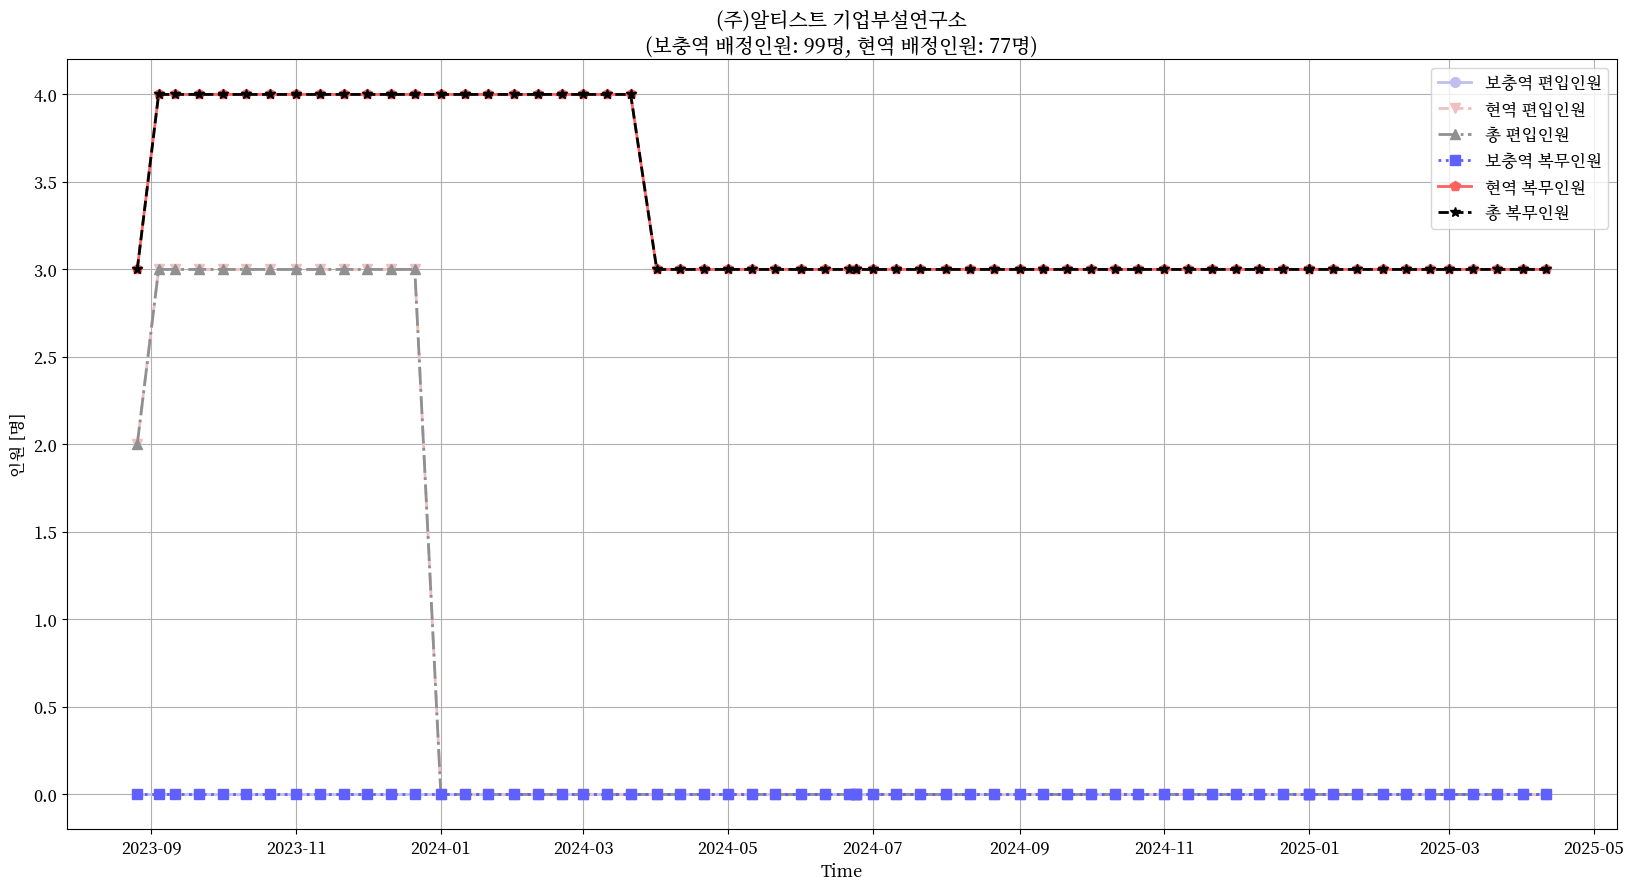 (주)알티스트 기업부설연구소
(보충역 배정인원: 99명, 현역 배정인원: 77명)
보충역 편입인원
현역 편입인원
총 편입인원
보충역 복무인원
현역 복무인원
총 복무인원
인원 [명]
4.0
3.5
3.0
2.5
2.0
1.5
1.0
0.5
0.0
2023-09 2023-11 2024-01 2024-03 2024-05 2024-07 2024-09 2024-11 2025-01 2025-03 2025-05
Time